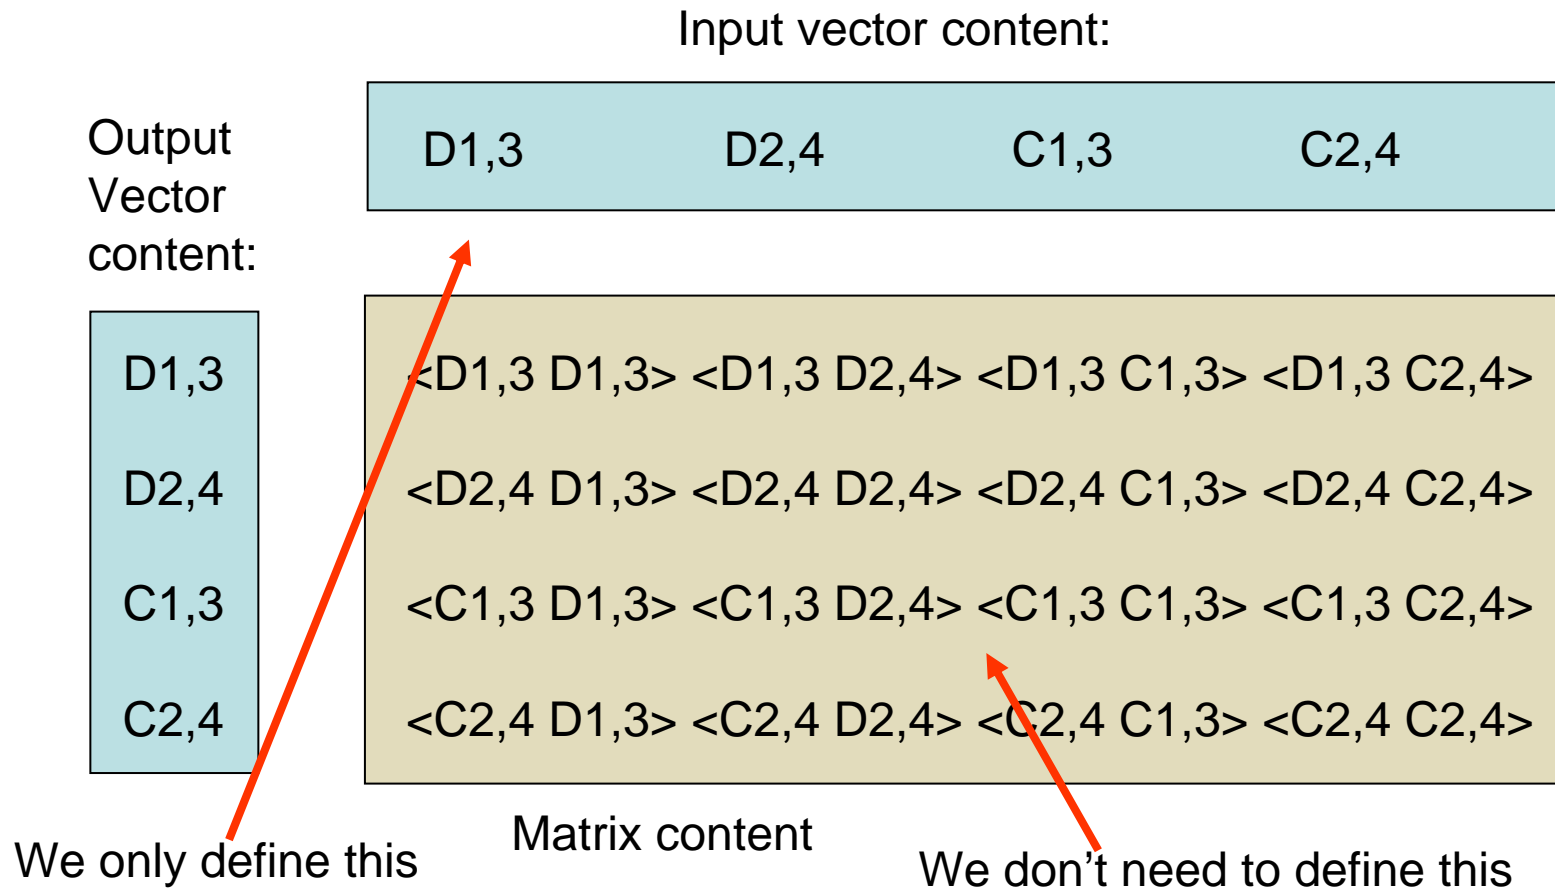 Input vector content:
Output
Vector
content:
D1,3 D2,4 C1,3 C2,4
D1,3 <D1,3 D1,3> <D1,3 D2,4> <D1,3 C1,3> <D1,3 C2,4>
D2,4 <D2,4 D1,3> <D2,4 D2,4> <D2,4 C1,3> <D2,4 C2,4>
C1,3 <C1,3 D1,3> <C1,3 D2,4> <C1,3 C1,3> <C1,3 C2,4>
C2,4 <C2,4 D1,3> <C2,4 D2,4> <C2,4 C1,3> <C2,4 C2,4>
Matrix content
We only define this
We don’t need to define this